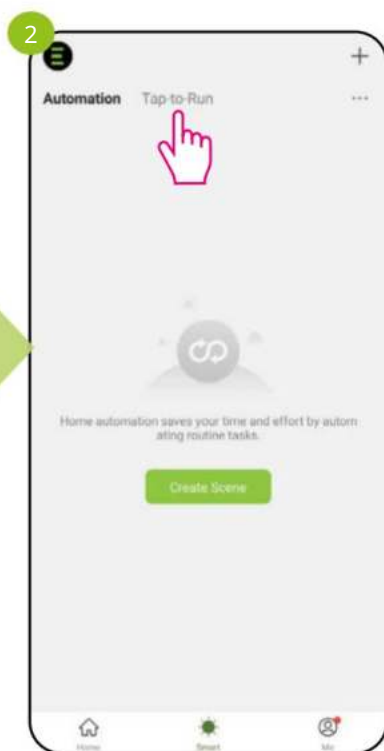 2
Automation Tap-to-Run
Home automation saves your time and effort by autom
ating routine tasks.
Create Scene
Home Smart Me